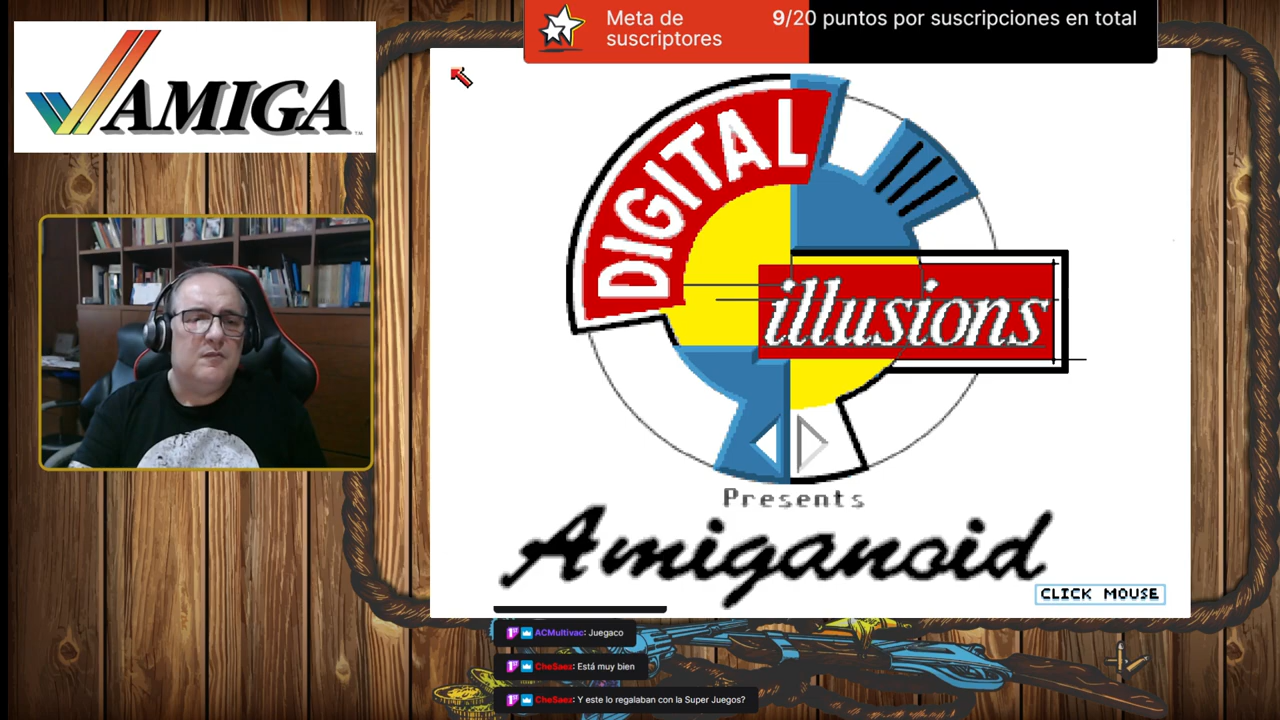 AMIGA
TM
Meta de
suscriptores
9/20 puntos por suscripciones en total
DIGITAL
illusions
Presents
Amiganoid
CLICK MOUSE
ACMultivac: Juegaco
CheSaez: Está muy bien
CheSaez: Y este lo regalaban con la Super Juegos?